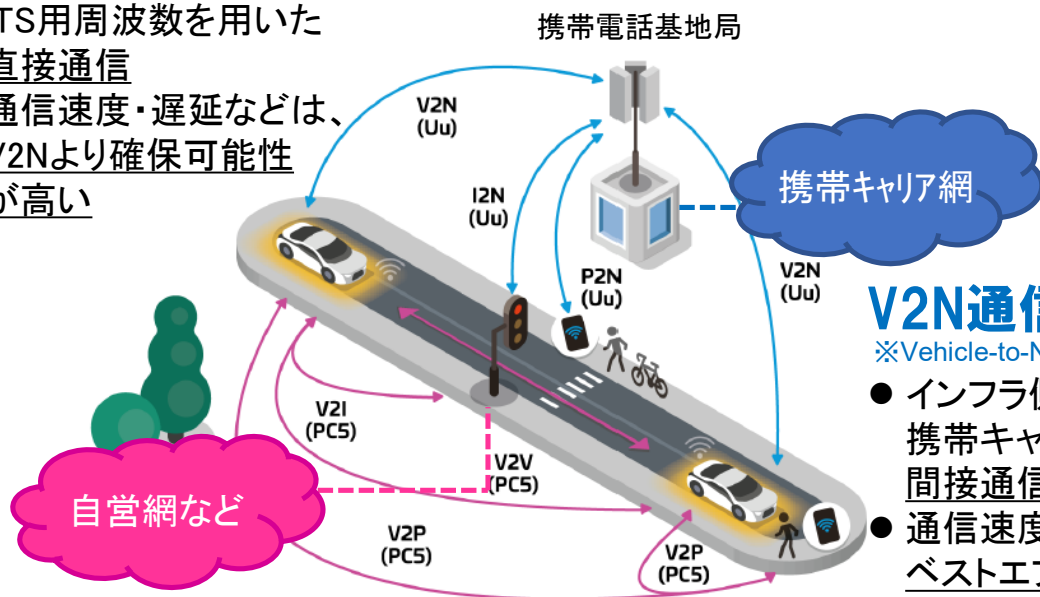 TS用周波数を用いた
直接通信
通信速度・遅延などは、
V2Nより確保可能性
が高い
携帯電話基地局
V2N
(Uu)
携帯キャリア網
I2N
(Uu)
P2N
(Uu)
V2N
(Uu)
V2N通信
※Vehicle-to-N
● インフラ側
携帯キャ
間接通信
● 通信速度
ベストエフ
V2I
(PC5)
V2V
(PC5)
自営網など
V2P
(PC5)
V2P
(PC5)